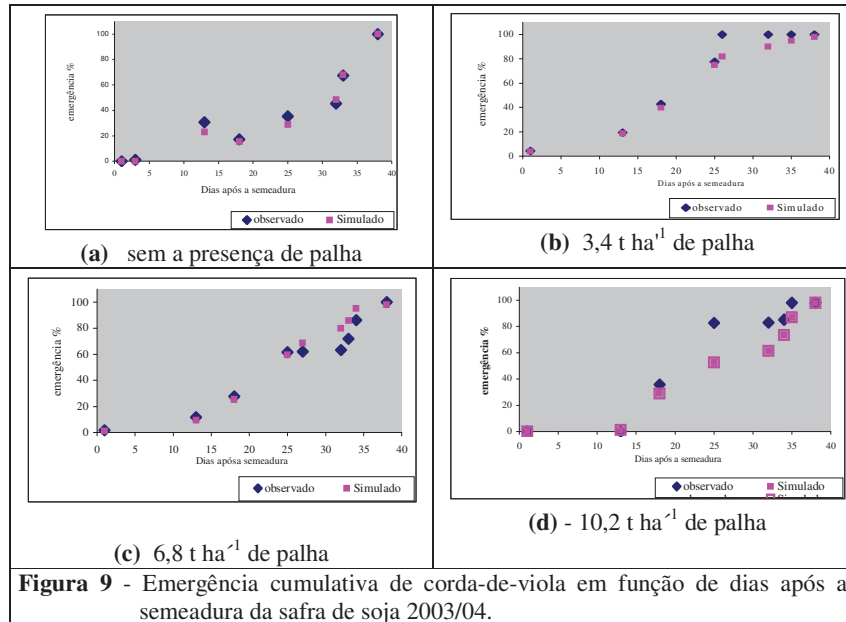 emergência %
100
80
60
40
20
0
0 5 10 15 20 25 30 35 40
Dias após a semeadura
observado Simulado
(a) sem a presença de palha
emergência %
100
80
60
40
20
0
0 5 10 15 20 25 30 35 40
Dias após a semeadura
observado Simulado
(b) 3,4 t ha'¹ de palha
emergência %
100
80
60
40
20
0
0 5 10 15 20 25 30 35 40
Dias apósa semeadura
observado Simulado
(c) 6,8 t ha´¹ de palha
emergência %
100
80
60
40
20
0
0 5 10 15 20 25 30 35 40
Dias após a semeadura
observado Simulado
(d) - 10,2 t ha´¹ de palha
Figura 9 - Emergência cumulativa de corda-de-viola em função de dias após a
semeadura da safra de soja 2003/04.